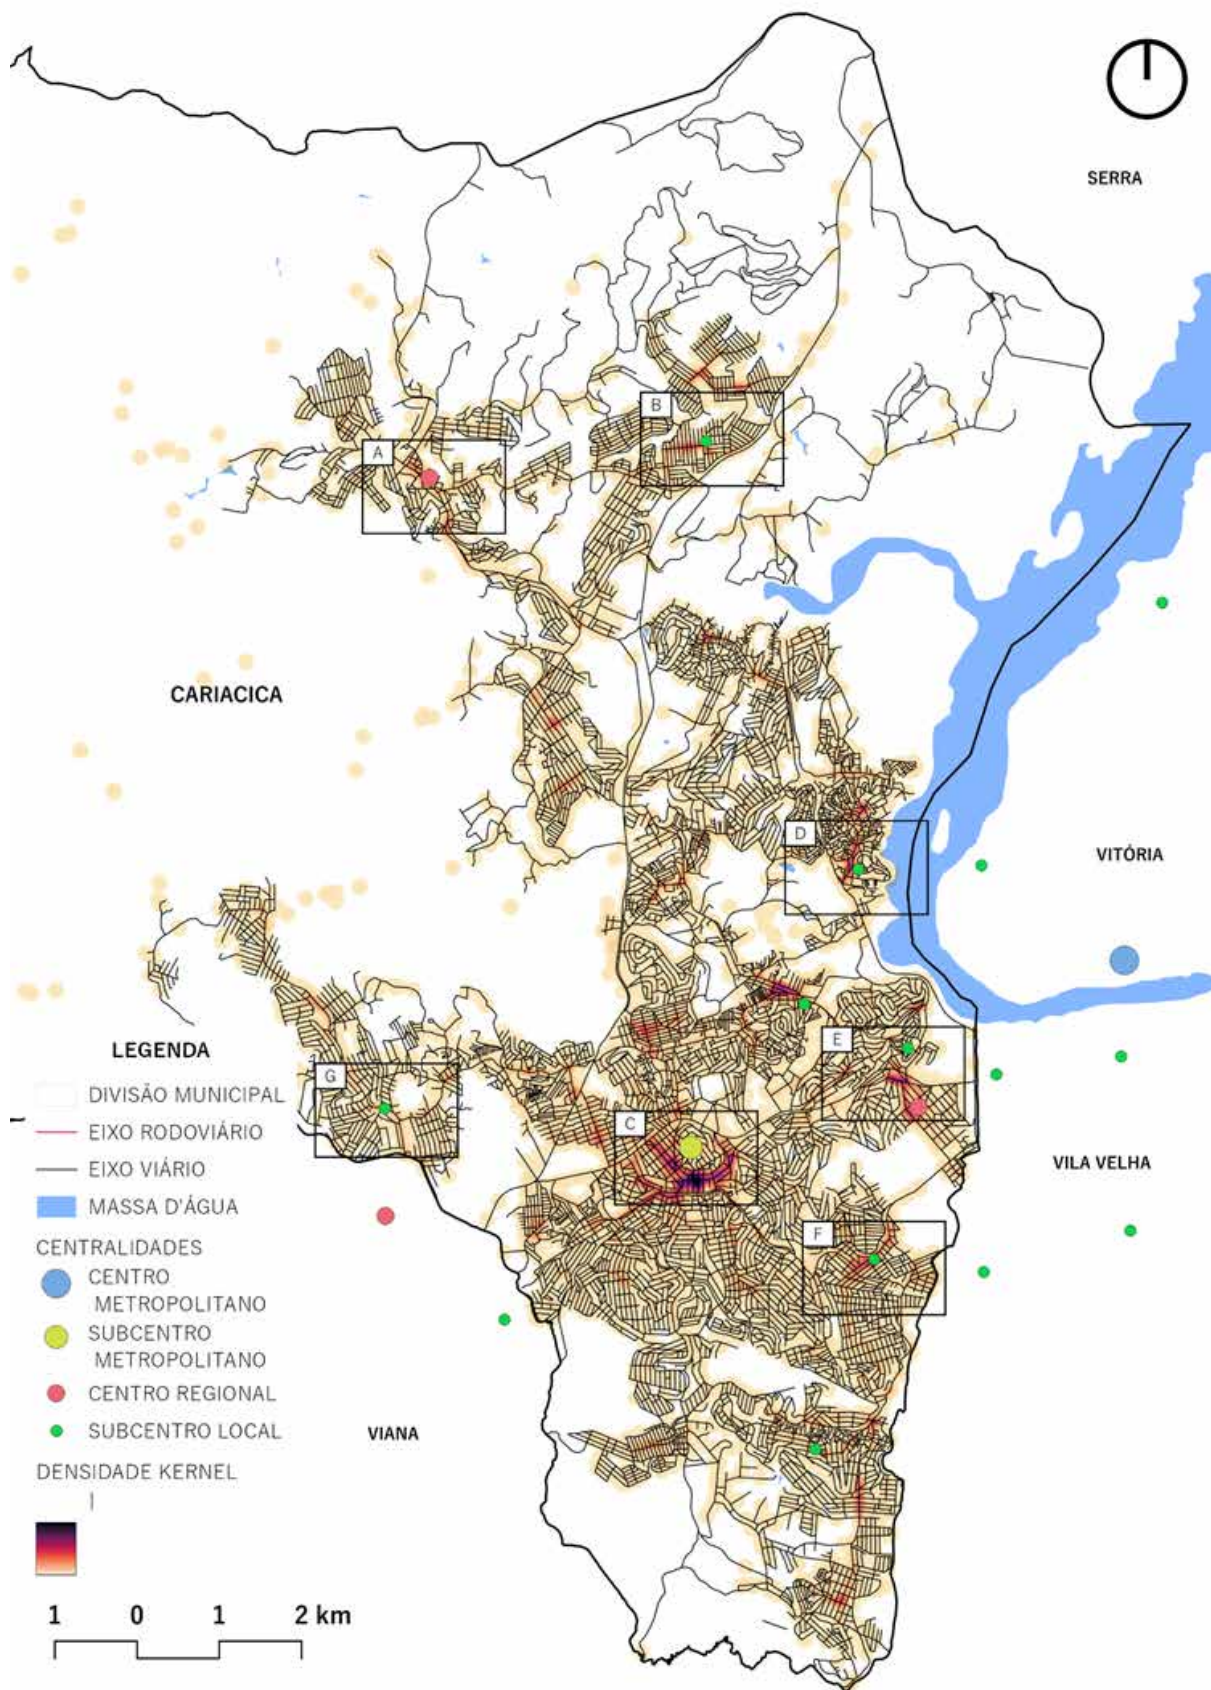 SERRA
B
A
CARIACICA
D
VITÓRIA
LEGENDA
E
G
DIVISÃO MUNICIPAL
C
EIXO RODOVIÁRIO
EIXO VIÁRIO
VILA VELHA
MASSA D'ÁGUA
F
CENTRALIDADES
CENTRO
METROPOLITANO
SUBCENTRO
METROPOLITANO
CENTRO REGIONAL
SUBCENTRO LOCAL
VIANA
DENSIDADE KERNEL
1 0 1 2 km